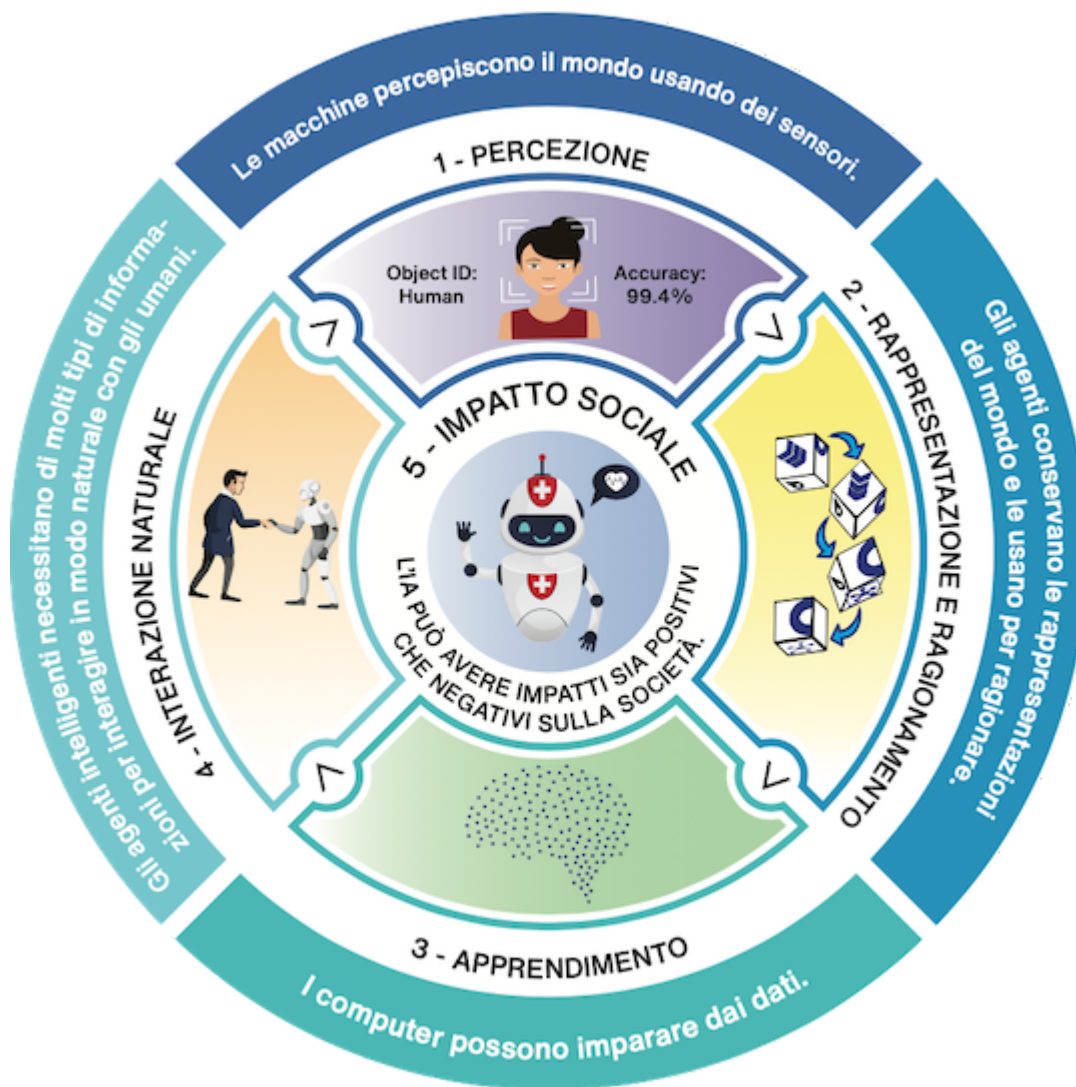 Le macchine percepiscono il mondo usando dei sensori.
1 - PERCEZIONE
Object ID:
Human
Accuracy:
99.4%
2 - RAPPRESENTAZIONE E RAGIONAMENTO
Gli agenti conservano le rappresentazioni
del mondo e le usano per ragionare.
3 - APPRENDIMENTO
I computer possono imparare dai dati.
4 - INTERAZIONE NATURALE
Gli agenti intelligenti necessitano di molti tipi di informa-
zioni per interagire in modo naturale con gli umani.
5 - IMPATTO SOCIALE
L'IA PUÒ AVERE IMPATTI SIA POSITIVI
CHE NEGATIVI SULLA SOCIETÀ.